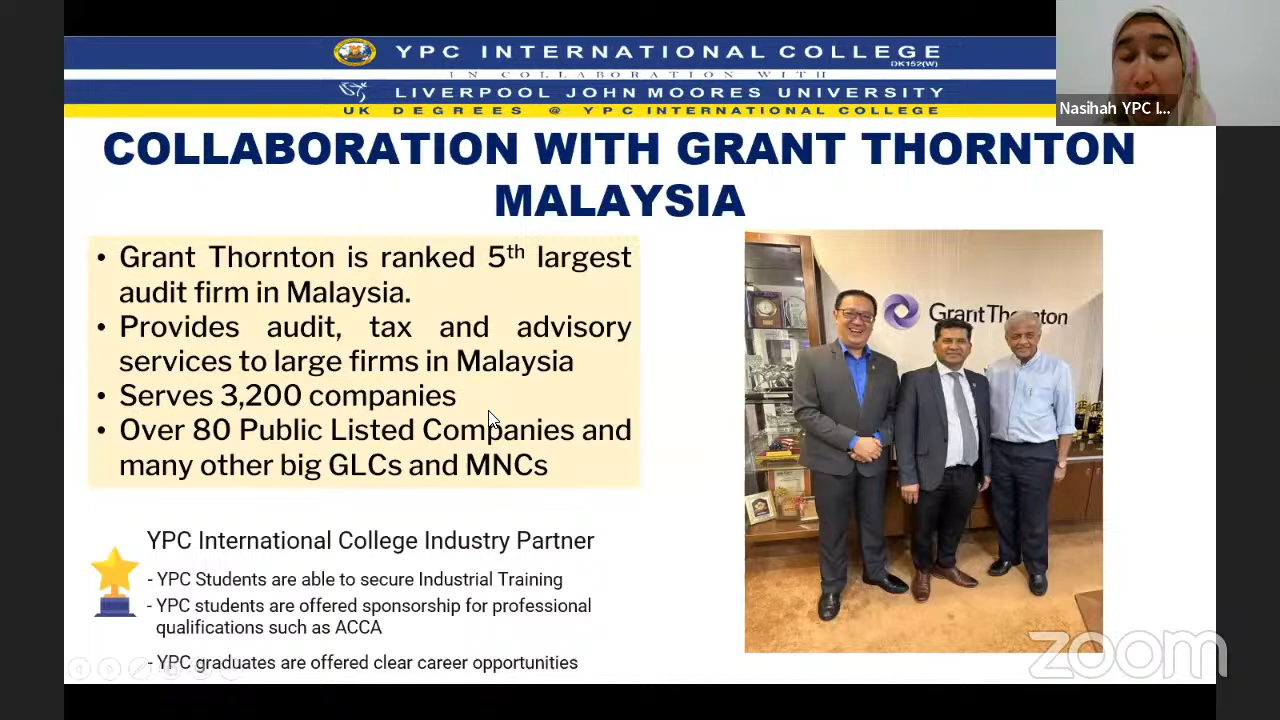 YPC INTERNATIONAL COLLEGE
DK152(W)
IN COLLABORATION WITH
LIVERPOOL JOHN MOORES UNIVERSITY
UK DEGREES @ YPC INTERNATIONAL COLLEGE
Nasihah YPC I...
COLLABORATION WITH GRANT THORNTON
MALAYSIA
• Grant Thornton is ranked 5th largest
audit firm in Malaysia.
• Provides audit, tax and advisory
services to large firms in Malaysia
• Serves 3,200 companies
• Over 80 Public Listed Companies and
many other big GLCs and MNCs
Grant Thornton
YPC International College Industry Partner
- YPC Students are able to secure Industrial Training
- YPC students are offered sponsorship for professional
qualifications such as ACCA
- YPC graduates are offered clear career opportunities
zoom